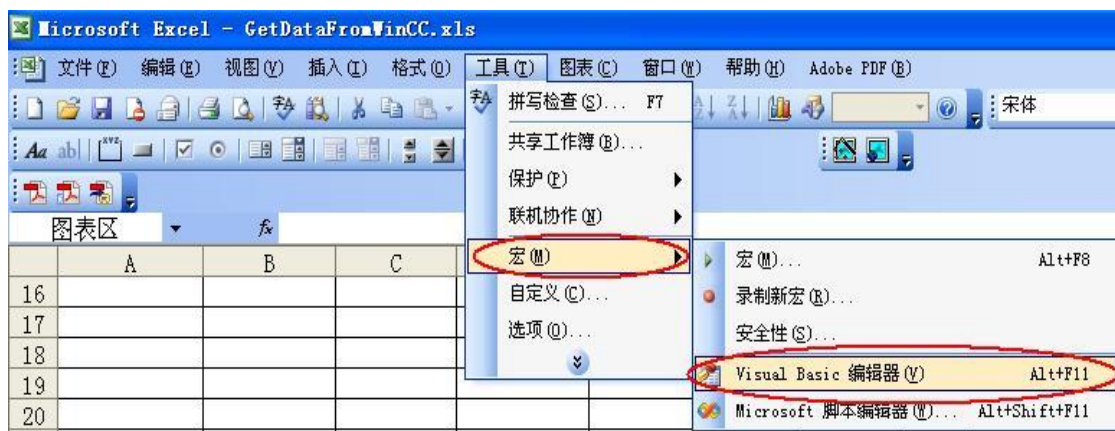 Microsoft Excel - GetDataFromWinCC.xls
文件(F) 编辑(E) 视图(V) 插入(I) 格式(O) 工具(T) 图表(C) 窗口(W) 帮助(H) Adobe PDF(B)
宋体
拼写检查(S)... F7
共享工作簿(B)...
保护(P)
联机协作(N)
宏(M)
自定义(C)...
选项(O)...
图表区 fx
A B C
16
17
18
19
20
宏(M)... Alt+F8
录制新宏(R)...
安全性(S)...
Visual Basic 编辑器(V) Alt+F11
Microsoft 脚本编辑器(W)... Alt+Shift+F11